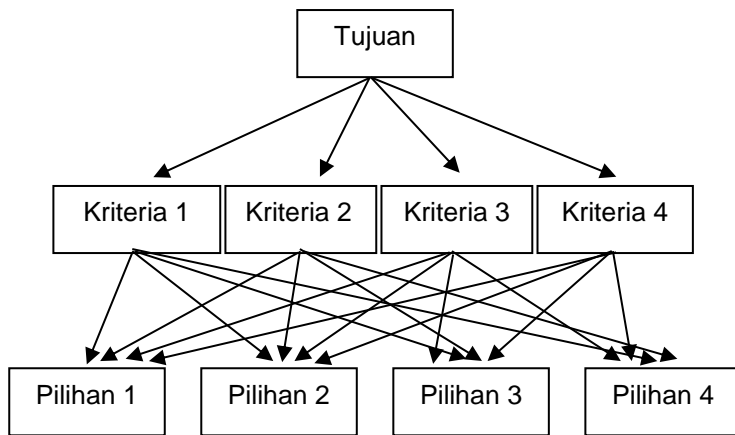 Tujuan
Kriteria 1
Kriteria 2
Kriteria 3
Kriteria 4
Pilihan 1
Pilihan 2
Pilihan 3
Pilihan 4